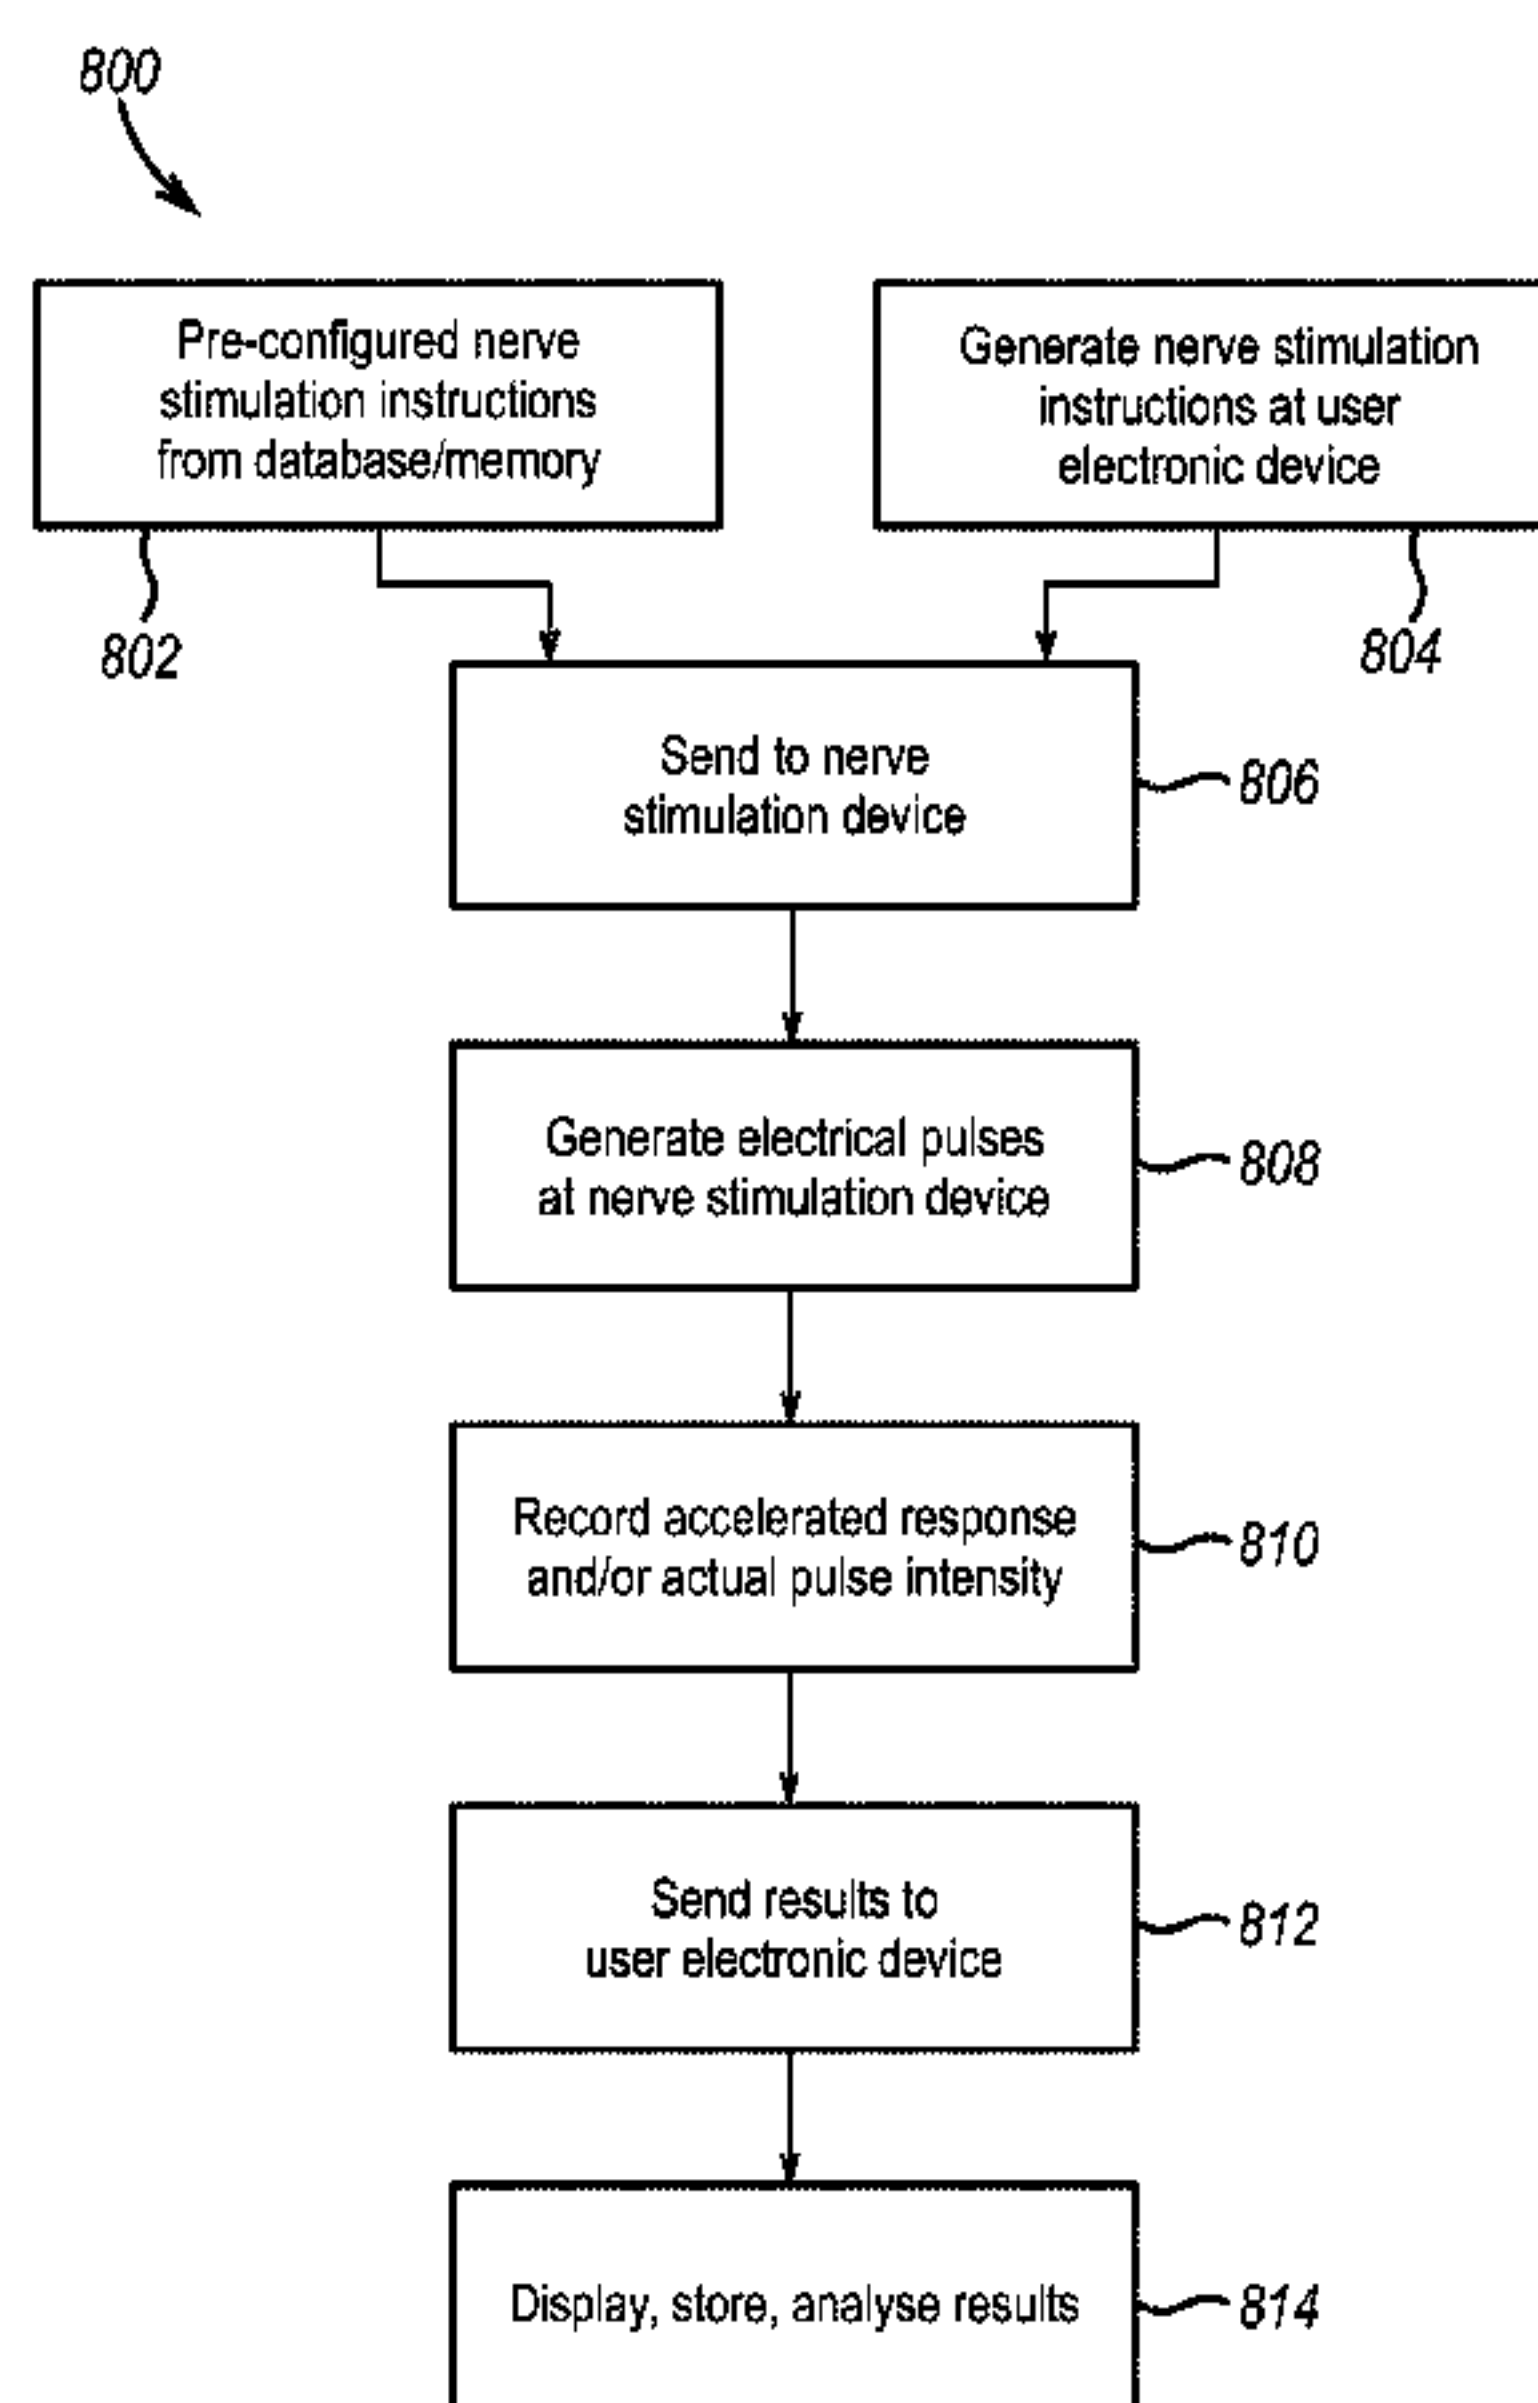 800
Pre-configured nerve
stimulation instructions
from database/memory
Generate nerve stimulation
instructions at user
electronic device
802
804
Send to nerve
stimulation device
806
Generate electrical pulses
at nerve stimulation device
808
Record accelerated response
and/or actual pulse intensity
810
Send results to
user electronic device
812
Display, store, analyse results
814